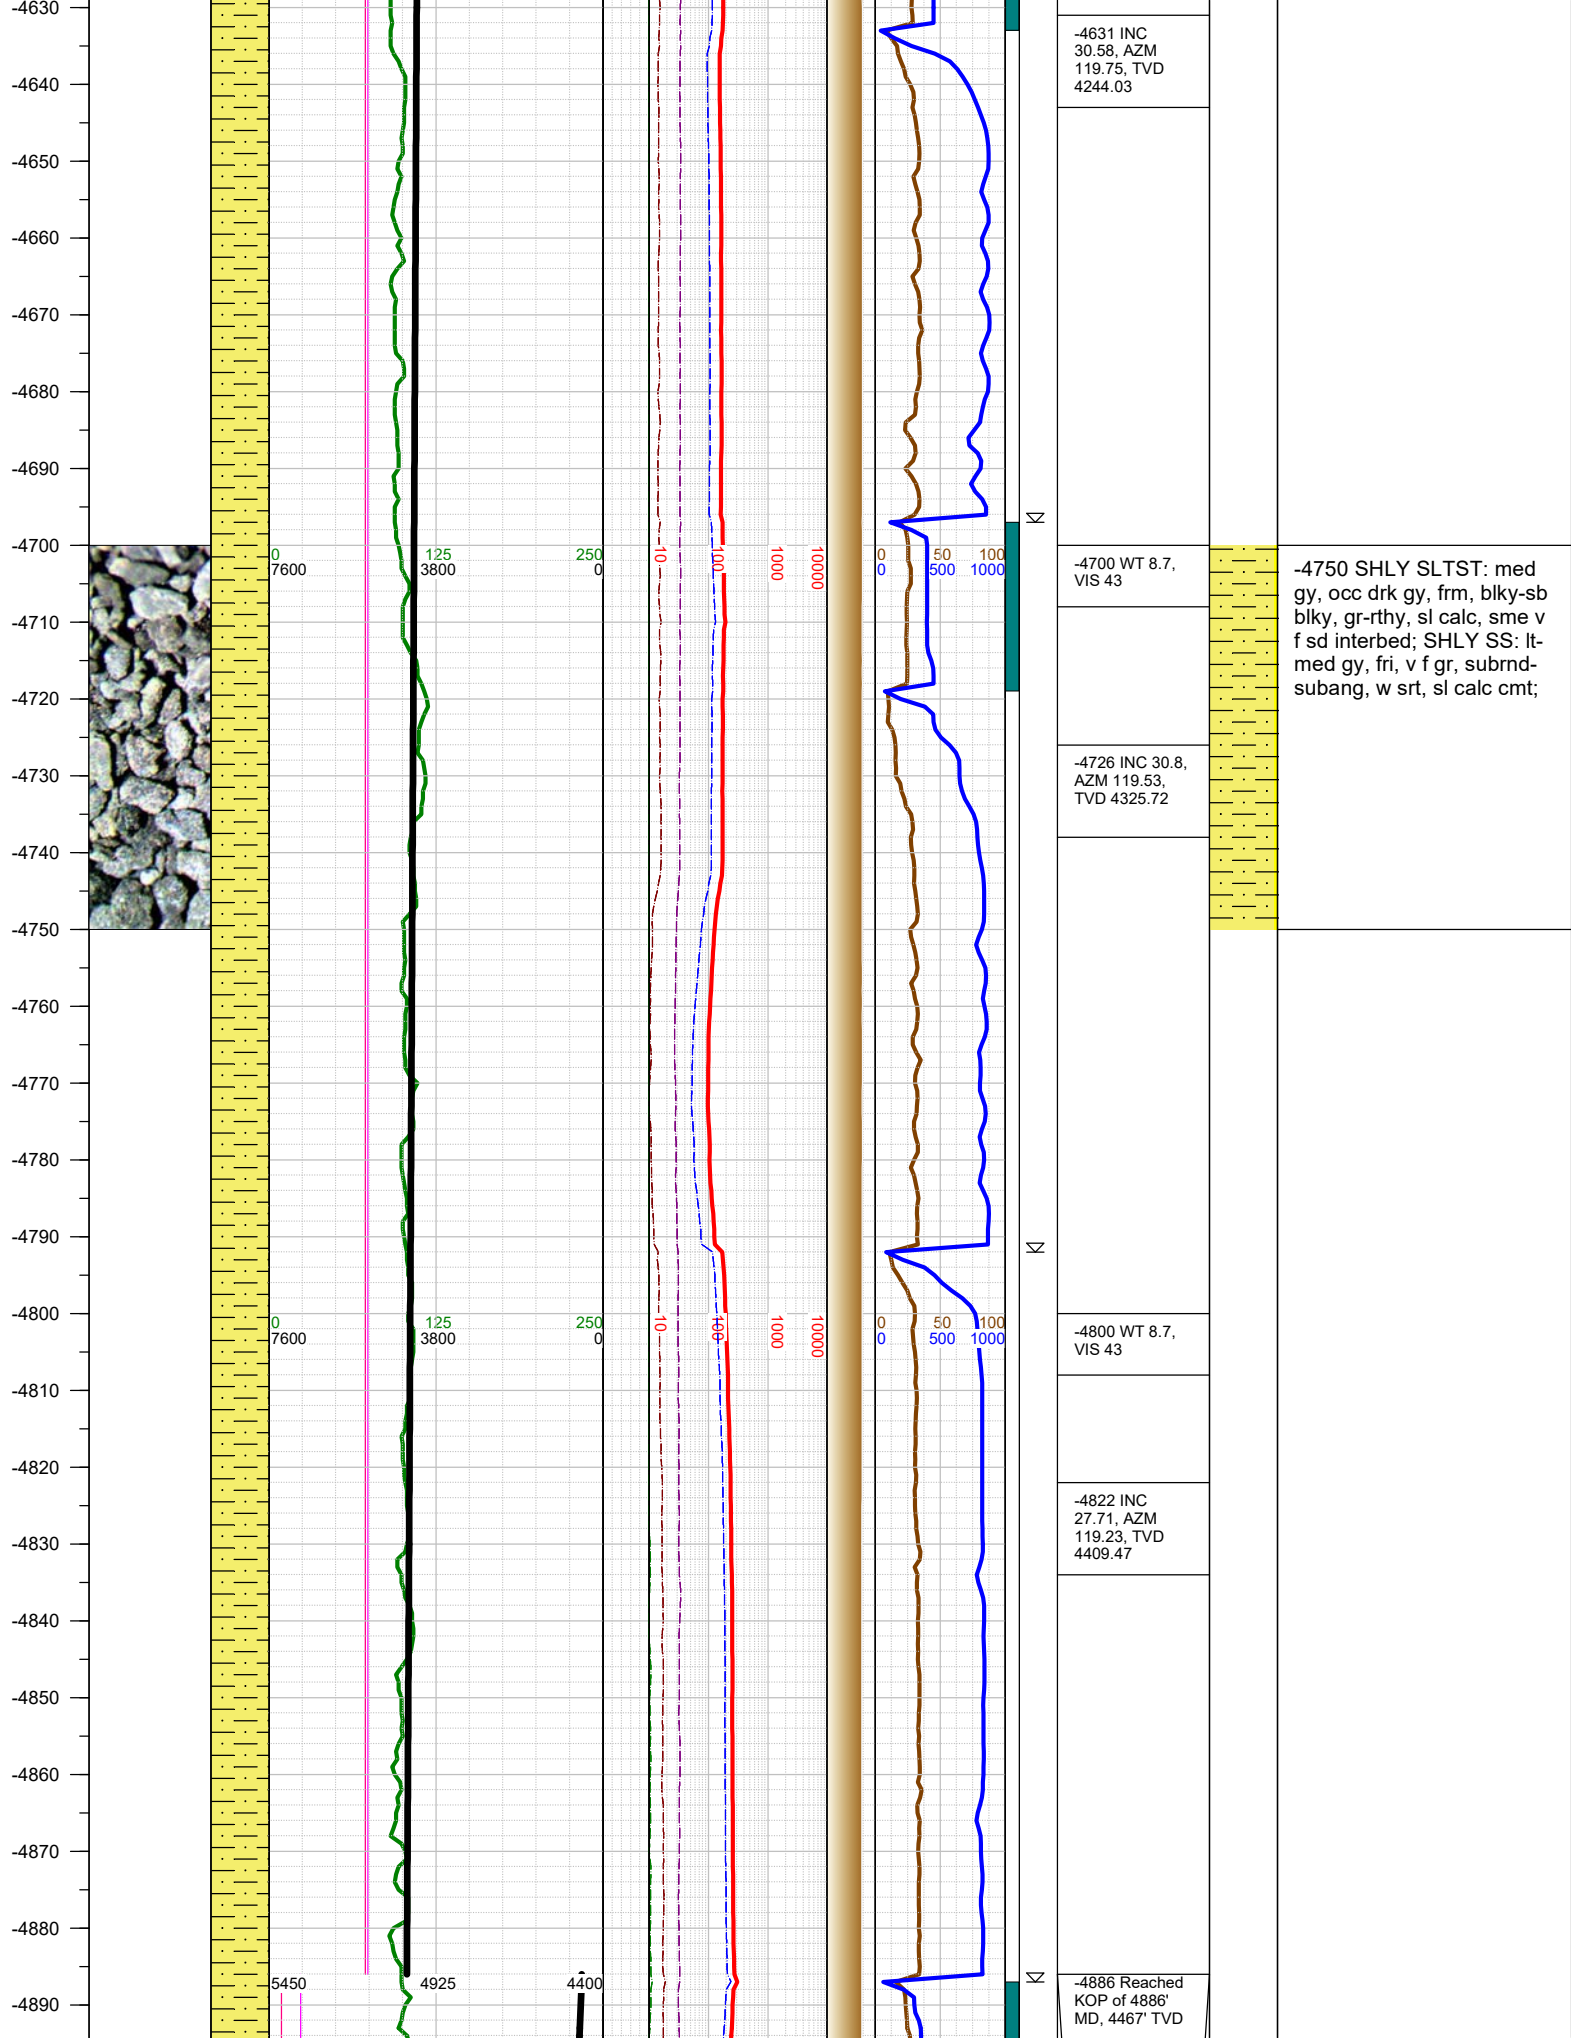 -4630
-4631 INC
30.58, AZM
119.75, TVD
4244.03
-4640
-4650
-4660
-4670
-4680
-4690
-4700
0 125 250
7600 3800 0
10 100 1000 10000
0 50 100
0 500 1000
-4700 WT 8.7,
VIS 43
-4750 SHLY SLTST: med
gy, occ drk gy, frm, blky-sb
blky, gr-rthy, sl calc, sme v
f sd interbed; SHLY SS: lt-
med gy, fri, v f gr, subrnd-
subang, w srt, sl calc cmt;
-4710
-4720
-4726 INC 30.8,
AZM 119.53,
TVD 4325.72
-4730
-4740
-4750
-4760
-4770
-4780
-4790
-4800
0 125 250
7600 3800 0
10 100 1000 10000
0 50 100
0 500 1000
-4800 WT 8.7,
VIS 43
-4810
-4820
-4822 INC
27.71, AZM
119.23, TVD
4409.47
-4830
-4840
-4850
-4860
-4870
-4880
5450 4925 4400
-4886 Reached
KOP of 4886'
MD, 4467' TVD
-4890